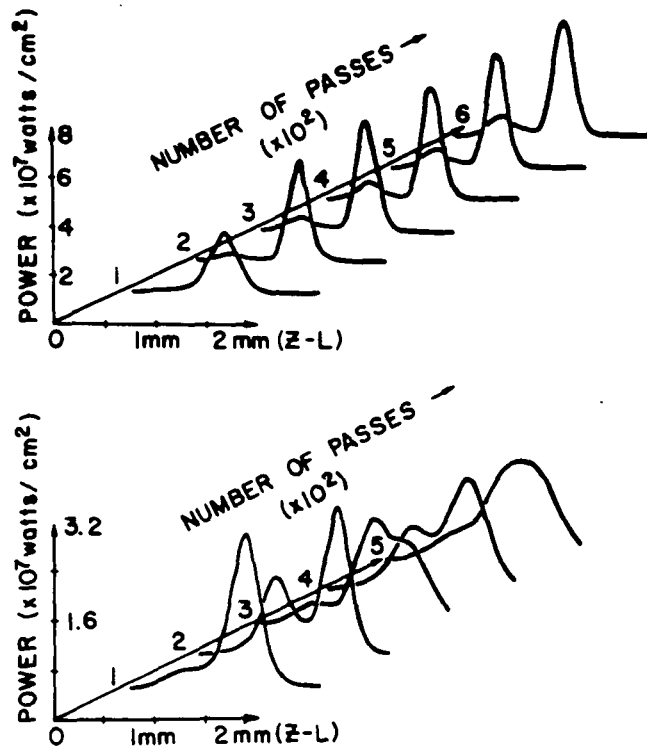 NUMBER OF PASSES →
(x10²)
POWER (x10⁷ watts/cm²)
8
6
4
2
1
2
3
4
5
6
0
1mm
2mm (Z-L)
NUMBER OF PASSES →
(x10²)
POWER (x10⁷ watts/cm²)
3.2
1.6
1
2
3
4
5
0
1mm
2mm (Z-L)